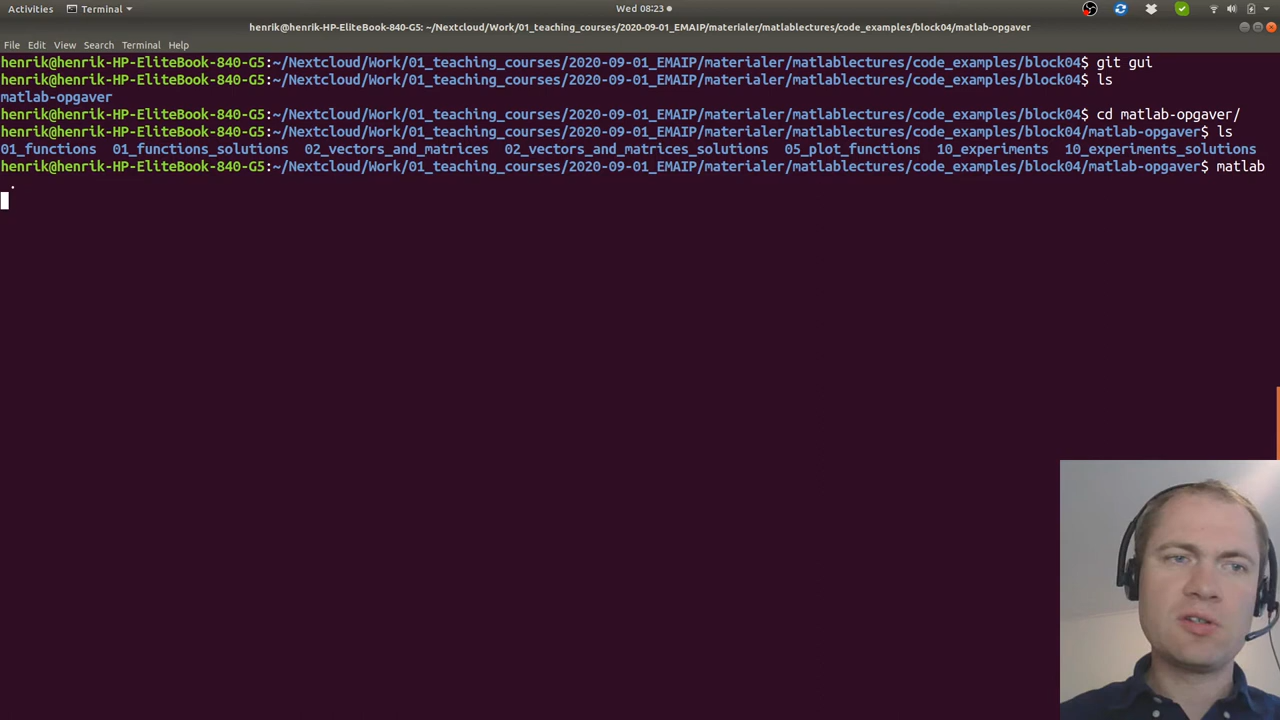 Activities Terminal Wed 08:23
henrik@henrik-HP-EliteBook-840-G5: ~/Nextcloud/Work/01_teaching_courses/2020-09-01_EMAIP/materialer/matlablectures/code_examples/block04/matlab-opgaver
File Edit View Search Terminal Help
henrik@henrik-HP-EliteBook-840-G5:~/Nextcloud/Work/01_teaching_courses/2020-09-01_EMAIP/materialer/matlablectures/code_examples/block04$ git gui
henrik@henrik-HP-EliteBook-840-G5:~/Nextcloud/Work/01_teaching_courses/2020-09-01_EMAIP/materialer/matlablectures/code_examples/block04$ ls
matlab-opgaver
henrik@henrik-HP-EliteBook-840-G5:~/Nextcloud/Work/01_teaching_courses/2020-09-01_EMAIP/materialer/matlablectures/code_examples/block04$ cd matlab-opgaver/
henrik@henrik-HP-EliteBook-840-G5:~/Nextcloud/Work/01_teaching_courses/2020-09-01_EMAIP/materialer/matlablectures/code_examples/block04/matlab-opgaver$ ls
01_functions 01_functions_solutions 02_vectors_and_matrices 02_vectors_and_matrices_solutions 05_plot_functions 10_experiments 10_experiments_solutions
henrik@henrik-HP-EliteBook-840-G5:~/Nextcloud/Work/01_teaching_courses/2020-09-01_EMAIP/materialer/matlablectures/code_examples/block04/matlab-opgaver$ matlab
.